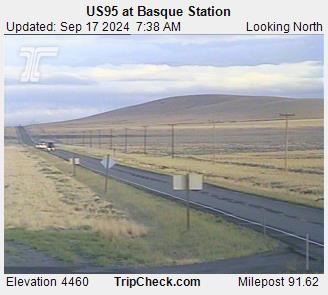 US95 at Basque Station
Updated: Sep 17 2024 7:38 AM Looking North
Elevation 4460 TripCheck.com Milepost 91.62